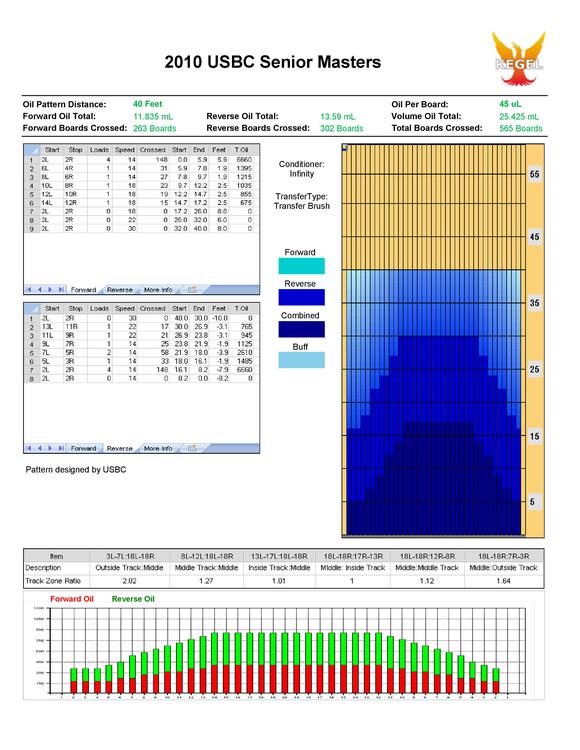 2010 USBC Senior Masters
KEGEL
Oil Pattern Distance: 40 Feet Oil Per Board: 45 uL
Forward Oil Total: 11.835 mL Reverse Oil Total: 13.59 mL Volume Oil Total: 25.425 mL
Forward Boards Crossed: 263 Boards Reverse Boards Crossed: 302 Boards Total Boards Crossed: 565 Boards
Start Stop Loads Speed Crossed Start End Feet T.Oil
1 2L 2R 4 14 148 0.0 5.9 5.9 6660
2 6L 4R 1 14 31 5.9 7.8 1.9 1395
3 8L 6R 1 14 27 7.8 9.7 1.9 1215
4 10L 8R 1 18 23 9.7 12.2 2.5 1035
5 12L 10R 1 18 19 12.2 14.7 2.5 855
6 14L 12R 1 18 15 14.7 17.2 2.5 675
7 2L 2R 0 18 0 17.2 26.0 8.8 0
8 2L 2R 0 22 0 26.0 32.0 6.0 0
9 2L 2R 0 30 0 32.0 40.0 8.0 0
Forward Reverse More Info
Start Stop Loads Speed Crossed Start End Feet T.Oil
1 2L 2R 0 30 0 40.0 30.0 -10.0 0
2 13L 11R 1 22 17 30.0 26.9 -3.1 765
3 11L 9R 1 22 21 26.9 23.8 -3.1 945
4 9L 7R 1 14 25 23.8 21.9 -1.9 1125
5 7L 5R 2 14 58 21.9 18.0 -3.9 2610
6 5L 3R 1 14 33 18.0 16.1 -1.9 1485
7 2L 2R 4 14 148 16.1 8.2 -7.9 6660
8 2L 2R 0 14 0 8.2 0.0 -8.2 0
Forward Reverse More Info
Pattern designed by USBC
Conditioner:
Infinity
TransferType:
Transfer Brush
Forward
Reverse
Combined
Buff
55
45
35
25
15
5
Item 3L-7L:18L-18R 8L-12L:18L-18R 13L-17L:18L-18R 18L-18R:17R-13R 18L-18R:12R-8R 18L-18R:7R-3R
Description Outside Track:Middle Middle Track:Middle Inside Track:Middle Middle: Inside Track Middle:Middle Track Middle:Outside Track
Track Zone Ratio 2.02 1.27 1.01 1 1.12 1.64
Forward Oil Reverse Oil